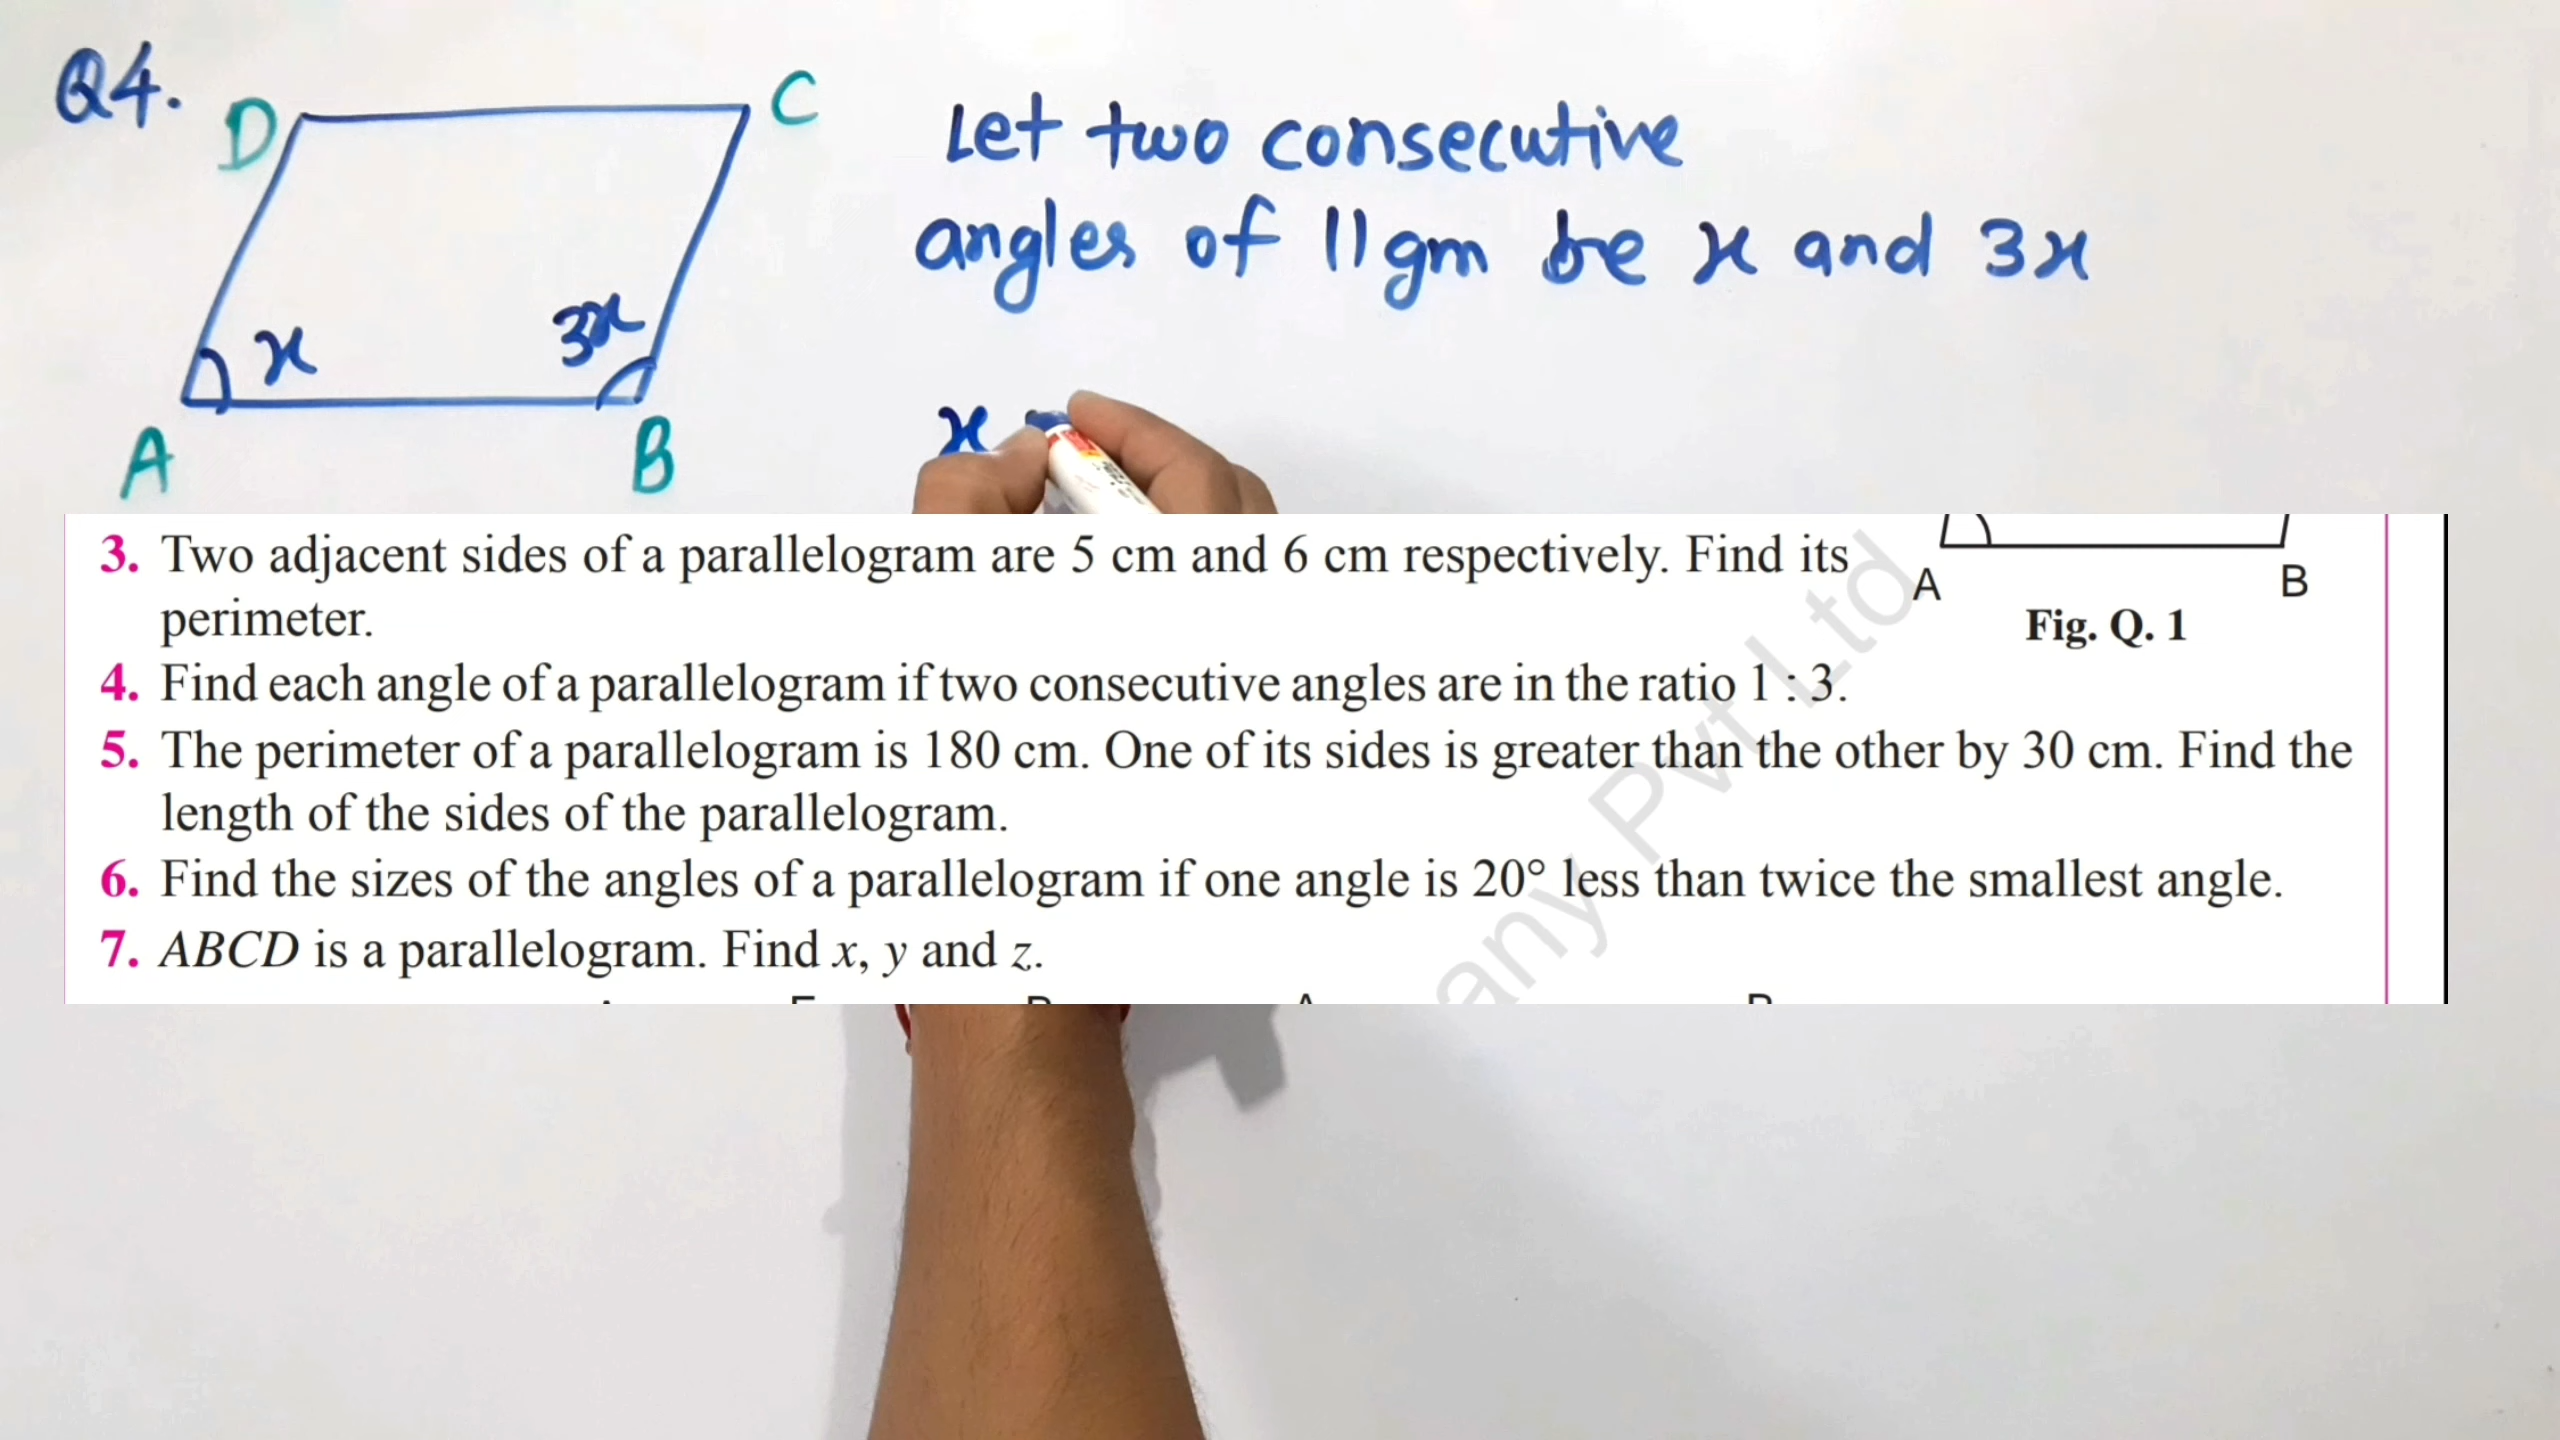 Q4.
D
C
x
3x
A
B
Let two consecutive
angles of ||gm be x and 3x
x
3. Two adjacent sides of a parallelogram are 5 cm and 6 cm respectively. Find its
perimeter.
A
B
Fig. Q. 1
4. Find each angle of a parallelogram if two consecutive angles are in the ratio 1 : 3.
5. The perimeter of a parallelogram is 180 cm. One of its sides is greater than the other by 30 cm. Find the
length of the sides of the parallelogram.
6. Find the sizes of the angles of a parallelogram if one angle is 20° less than twice the smallest angle.
7. ABCD is a parallelogram. Find x, y and z.
any Pvt Ltd